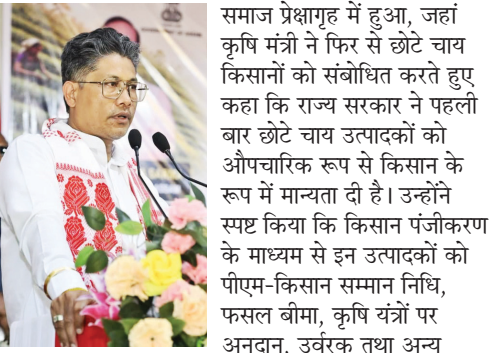 समाज प्रेक्षागृह में हुआ, जहां
कृषि मंत्री ने फिर से छोटे चाय
किसानों को संबोधित करते हुए
कहा कि राज्य सरकार ने पहली
बार छोटे चाय उत्पादकों को
औपचारिक रूप से किसान के
रूप में मान्यता दी है। उन्होंने
स्पष्ट किया कि किसान पंजीकरण
के माध्यम से इन उत्पादकों को
पीएम-किसान सम्मान निधि,
फसल बीमा, कृषि यंत्रों पर
अनुदान, उर्वरक तथा अन्य